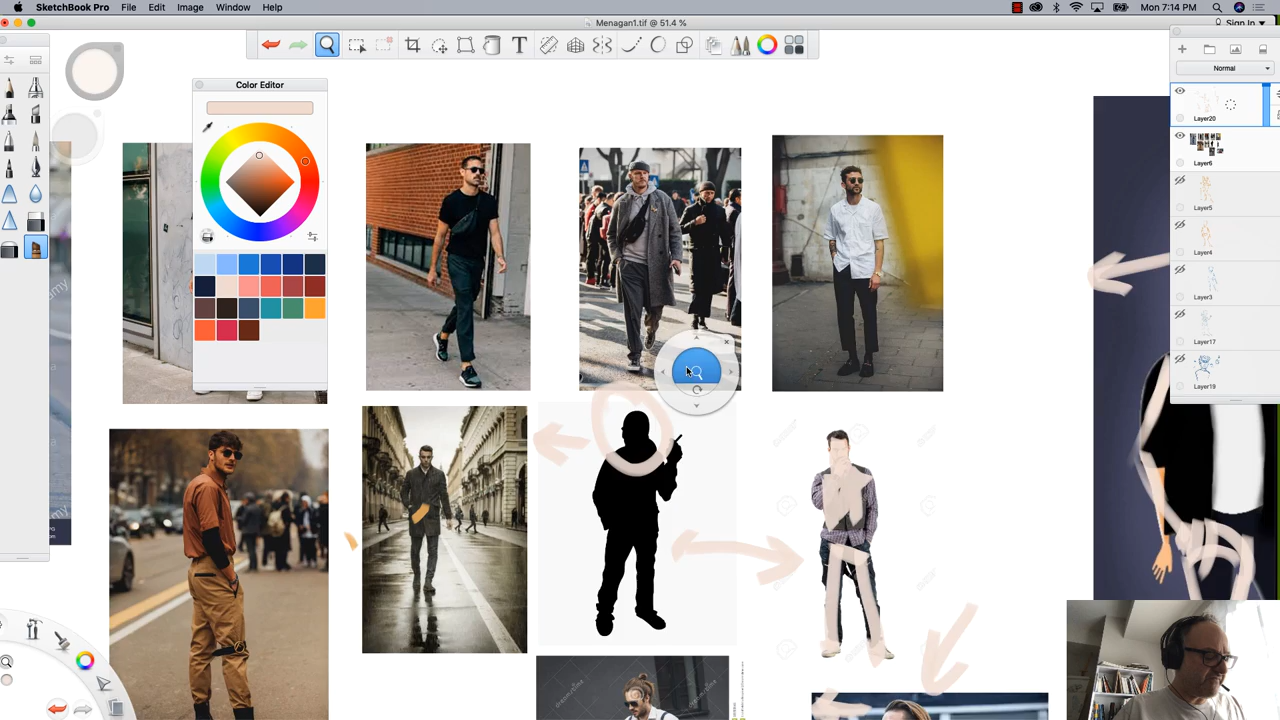 SketchBook Pro File Edit Image Window Help
Mon 7:14 PM
Menagan1.tif @ 51.4 %
Sign In
T
Color Editor
Normal
Layer20
Layer6
Layer5
Layer4
Layer3
Layer17
Layer19